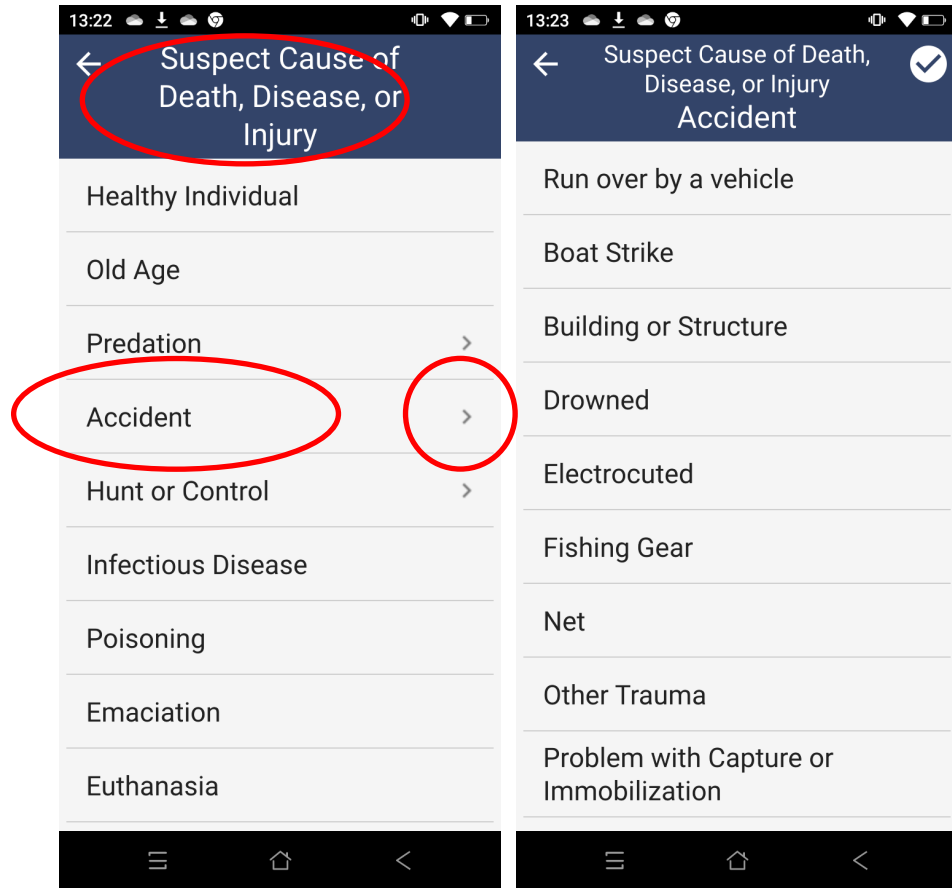 13:22
Suspect Cause of
Death, Disease, or
Injury
Healthy Individual
Old Age
Predation
Accident
Hunt or Control
Infectious Disease
Poisoning
Emaciation
Euthanasia
13:23
Suspect Cause of Death,
Disease, or Injury
Accident
Run over by a vehicle
Boat Strike
Building or Structure
Drowned
Electrocuted
Fishing Gear
Net
Other Trauma
Problem with Capture or
Immobilization